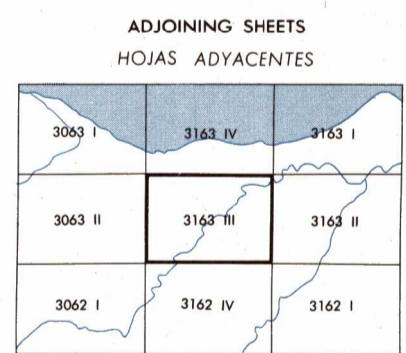 ADJOINING SHEETS
HOJAS ADYACENTES
3063 I 3163 IV 3163 I
3063 II 3163 III 3163 II
3062 I 3162 IV 3162 I